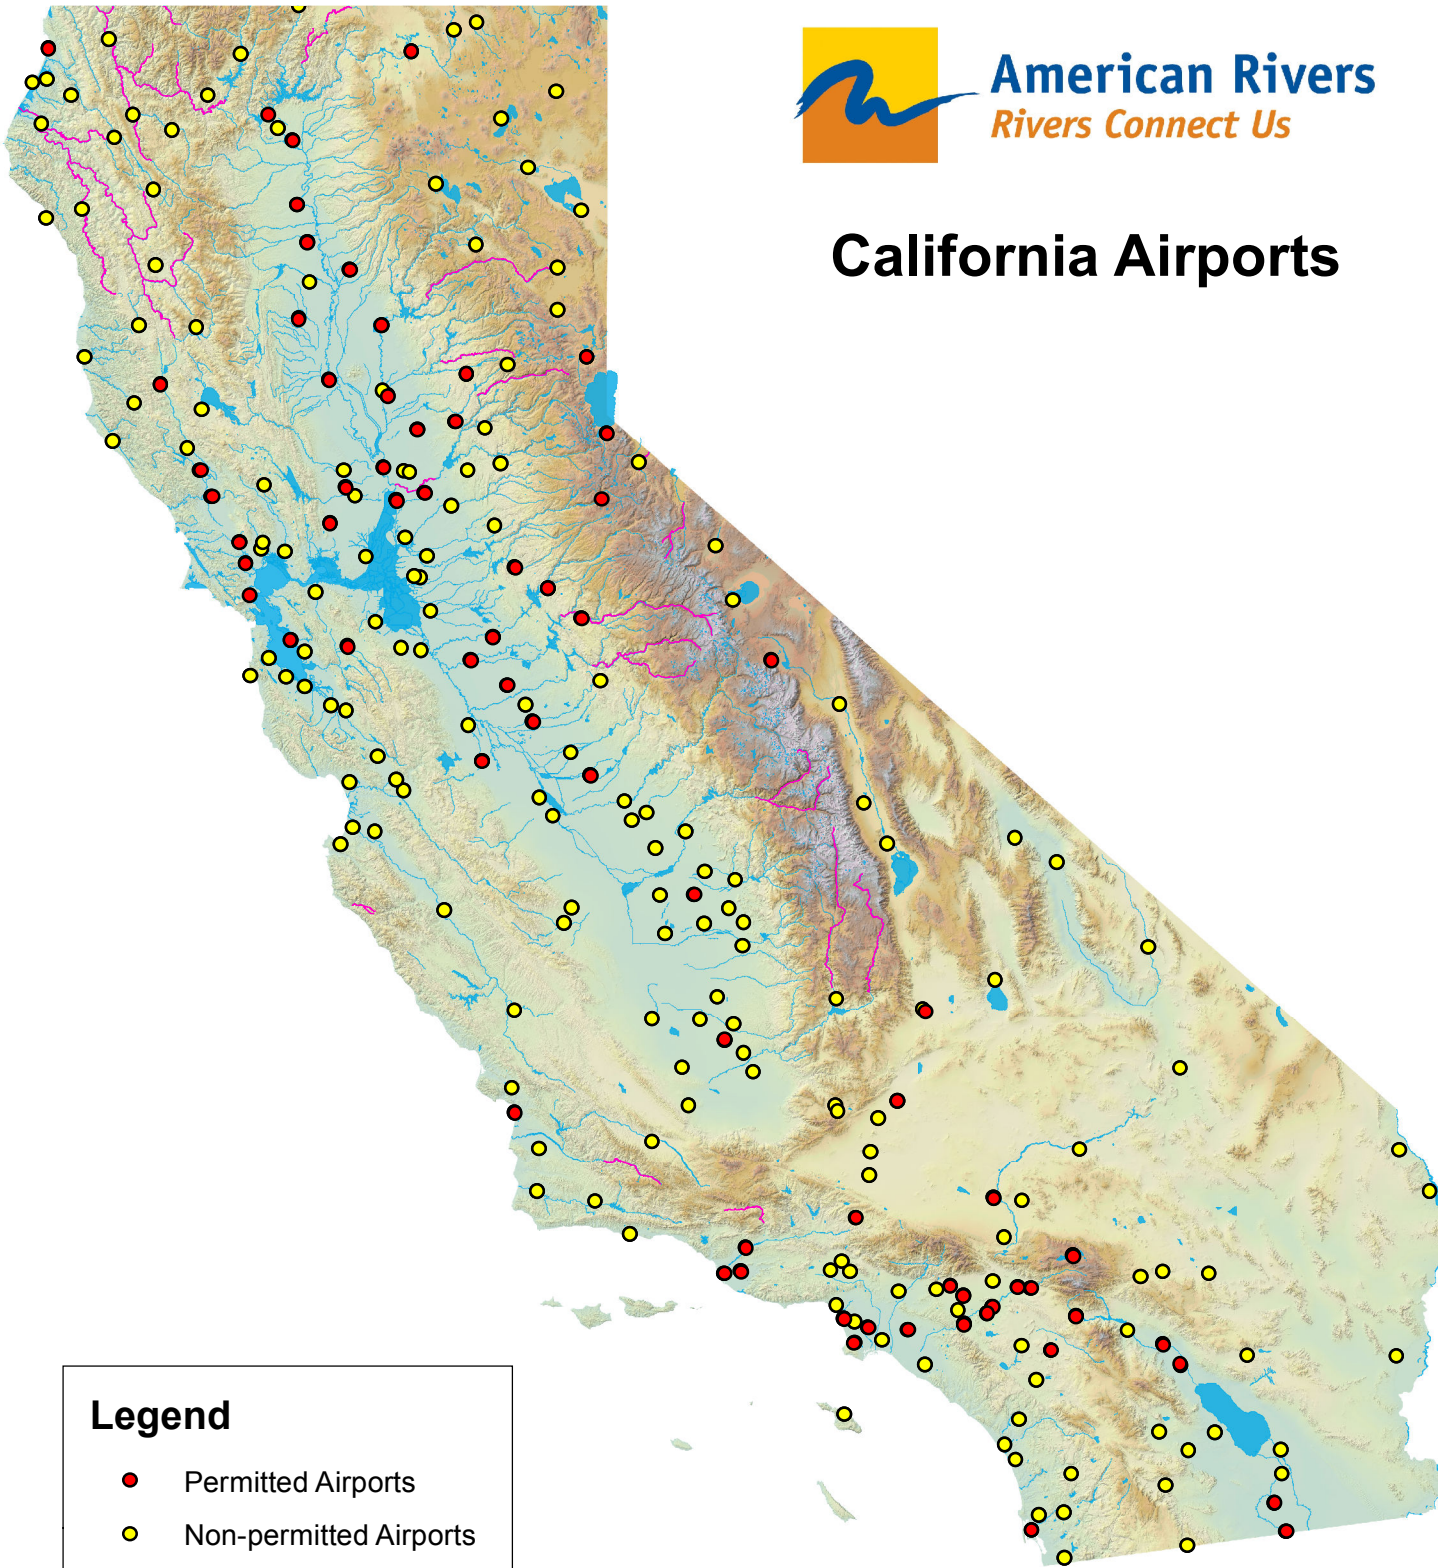 American Rivers
Rivers Connect Us
California Airports
Legend
Permitted Airports
Non-permitted Airports